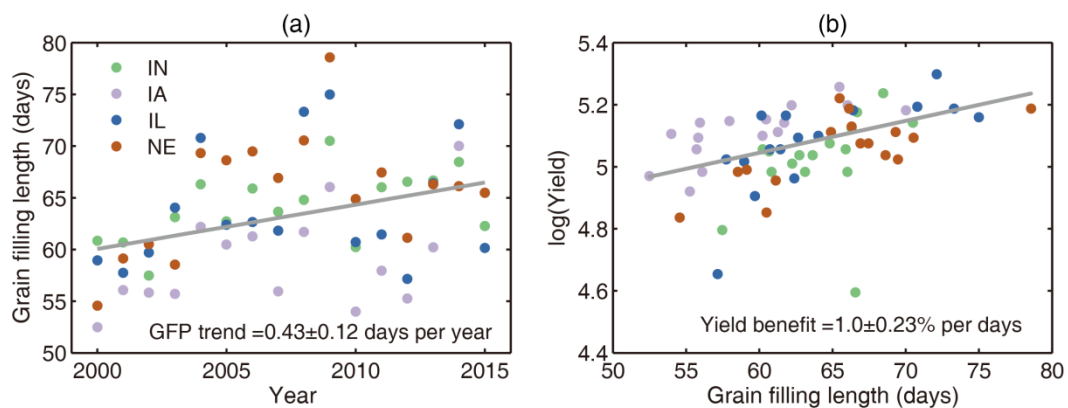 (a)
Grain filling length (days)
80
75
70
65
60
55
50
IN
IA
IL
NE
GFP trend =0.43±0.12 days per year
2000
2005
2010
2015
Year
(b)
log(Yield)
5.4
5.2
5
4.8
4.6
4.4
Yield benefit =1.0±0.23% per days
50
55
60
65
70
75
80
Grain filling length (days)